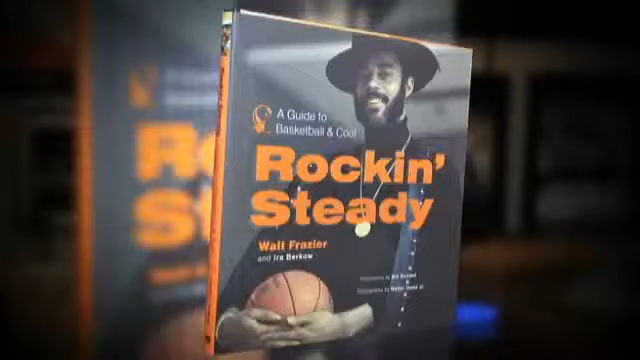 A Guide to
Basketball & Cool
Rockin'
Steady
Walt Frazier
and Ira Berkow